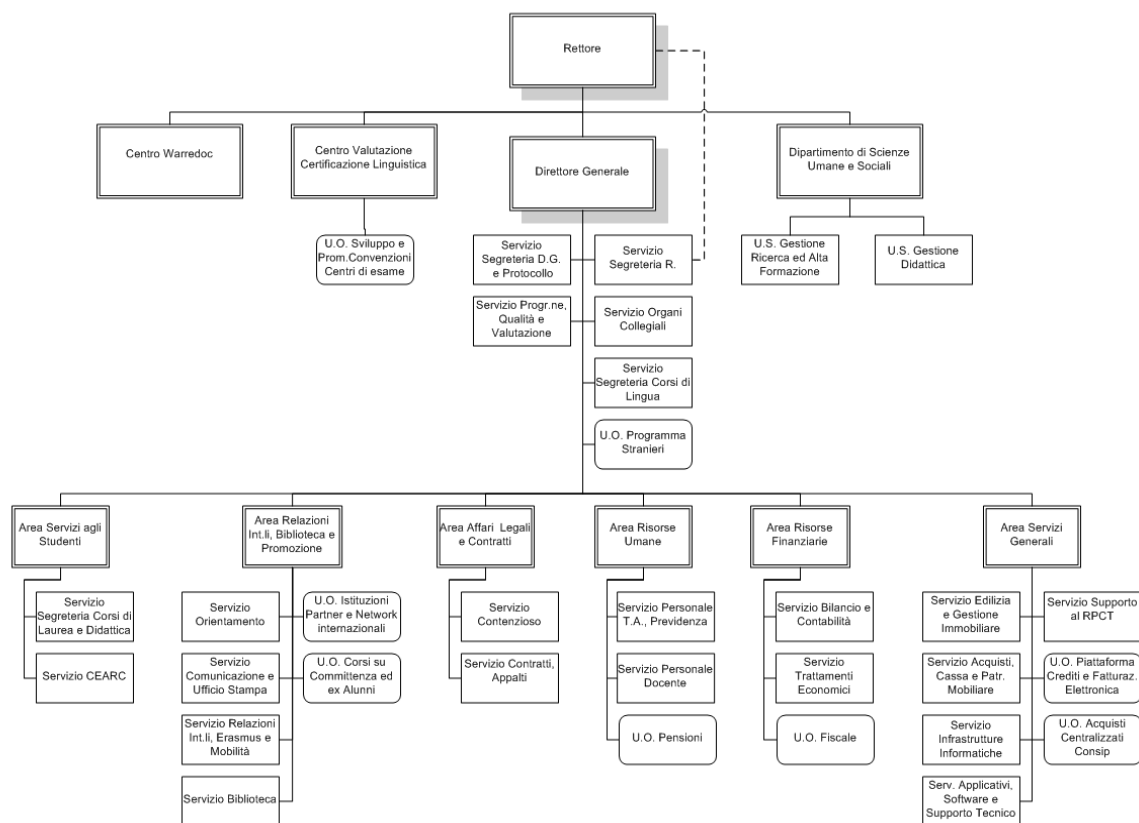 Rettore
Centro Warredoc
Centro Valutazione
Certificazione Linguistica
Direttore Generale
Dipartimento di Scienze
Umane e Sociali
U.O. Sviluppo e
Prom.Convenzioni
Centri di esame
Servizio
Segreteria D.G.
e Protocollo
Servizio
Segreteria R.
U.S. Gestione
Ricerca ed Alta
Formazione
U.S. Gestione
Didattica
Servizio Progr.ne,
Qualità e
Valutazione
Servizio Organi
Collegiali
Servizio
Segreteria Corsi di
Lingua
U.O. Programma
Stranieri
Area Servizi agli
Studenti
Area Relazioni
Int.li, Biblioteca e
Promozione
Area Affari Legali
e Contratti
Area Risorse
Umane
Area Risorse
Finanziarie
Area Servizi
Generali
Servizio
Segreteria Corsi di
Laurea e Didattica
Servizio
Orientamento
U.O. Istituzioni
Partner e Network
internazionali
Servizio
Contenzioso
Servizio Personale
T.A., Previdenza
Servizio Bilancio e
Contabilità
Servizio Edilizia
e Gestione
Immobiliare
Servizio Supporto
al RPCT
Servizio CEARC
Servizio
Comunicazione e
Ufficio Stampa
U.O. Corsi su
Committenza ed
ex Alunni
Servizio Contratti,
Appalti
Servizio Personale
Docente
Servizio
Trattamenti
Economici
Servizio Acquisti,
Cassa e Patr.
Mobiliare
U.O. Piattaforma
Crediti e Fatturaz.
Elettronica
Servizio Relazioni
Int.li, Erasmus e
Mobilità
U.O. Pensioni
U.O. Fiscale
Servizio
Infrastrutture
Informatiche
U.O. Acquisti
Centralizzati
Consip
Servizio Biblioteca
Serv. Applicativi,
Software e
Supporto Tecnico